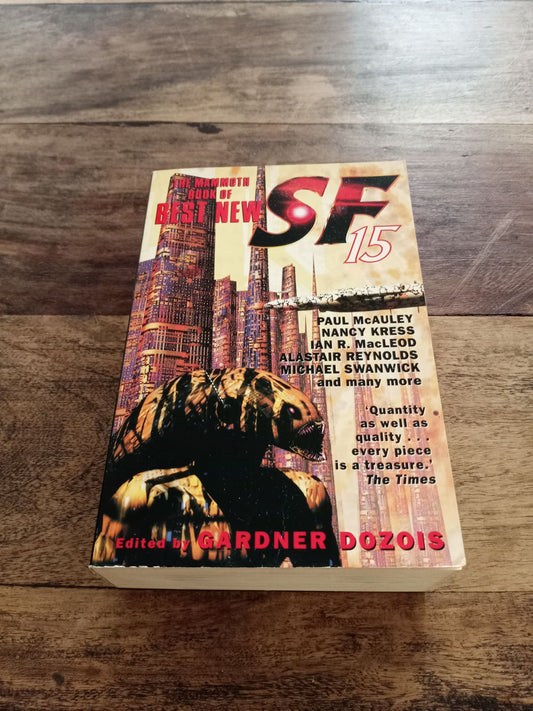 THE MAMMOTH
BOOK OF
BEST NEW
SF
15
PAUL McAULEY
NANCY KRESS
IAN R. MacLEOD
ALASTAIR REYNOLDS
MICHAEL SWANWICK
and many more
'Quantity
as well as
quality . . .
every piece
is a treasure.'
The Times
Edited by GARDNER DOZOIS